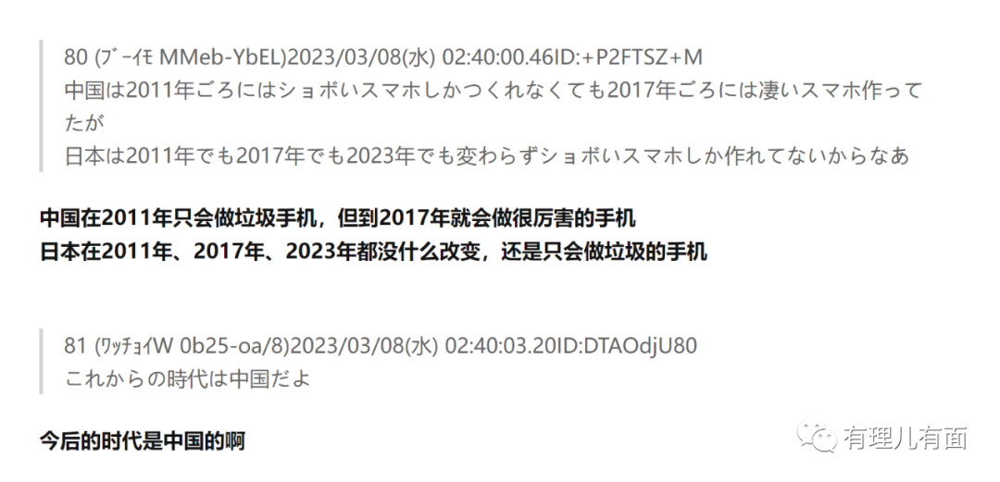 80 (ﾌﾞｰｲﾓ MMeb-YbEL)2023/03/08(水) 02:40:00.46ID:+P2FTSZ+M
中国は2011年ごろにはショボいスマホしかつくれなくても2017年ごろには凄いスマホ作って
たが
日本は2011年でも2017年でも2023年でも変わらずショボいスマホしか作れてないからなあ
中国在2011年只会做垃圾手机，但到2017年就会做很厉害的手机
日本在2011年、2017年、2023年都没什么改变，还是只会做垃圾的手机
81 (ﾜｯﾁｮｲW 0b25-oa/8)2023/03/08(水) 02:40:03.20ID:DTAOdjU80
これからの時代は中国だよ
今后的时代是中国的啊
有理儿有面